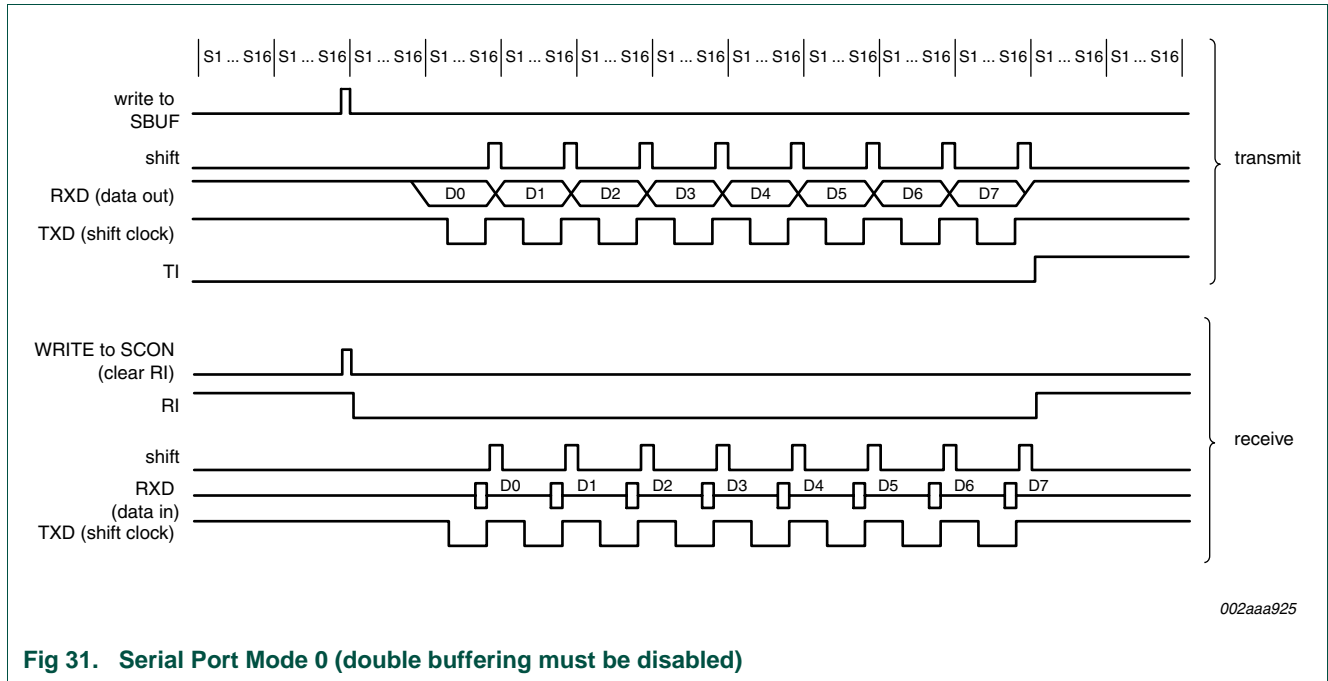 S1 ... S16 S1 ... S16 S1 ... S16 S1 ... S16 S1 ... S16 S1 ... S16 S1 ... S16 S1 ... S16 S1 ... S16 S1 ... S16 S1 ... S16 S1 ... S16 S1 ... S16
write to
SBUF
shift
RXD (data out) D0 D1 D2 D3 D4 D5 D6 D7
TXD (shift clock)
TI
transmit
WRITE to SCON
(clear RI)
RI
shift
RXD
(data in)
D0 D1 D2 D3 D4 D5 D6 D7
TXD (shift clock)
receive
002aaa925
Fig 31. Serial Port Mode 0 (double buffering must be disabled)